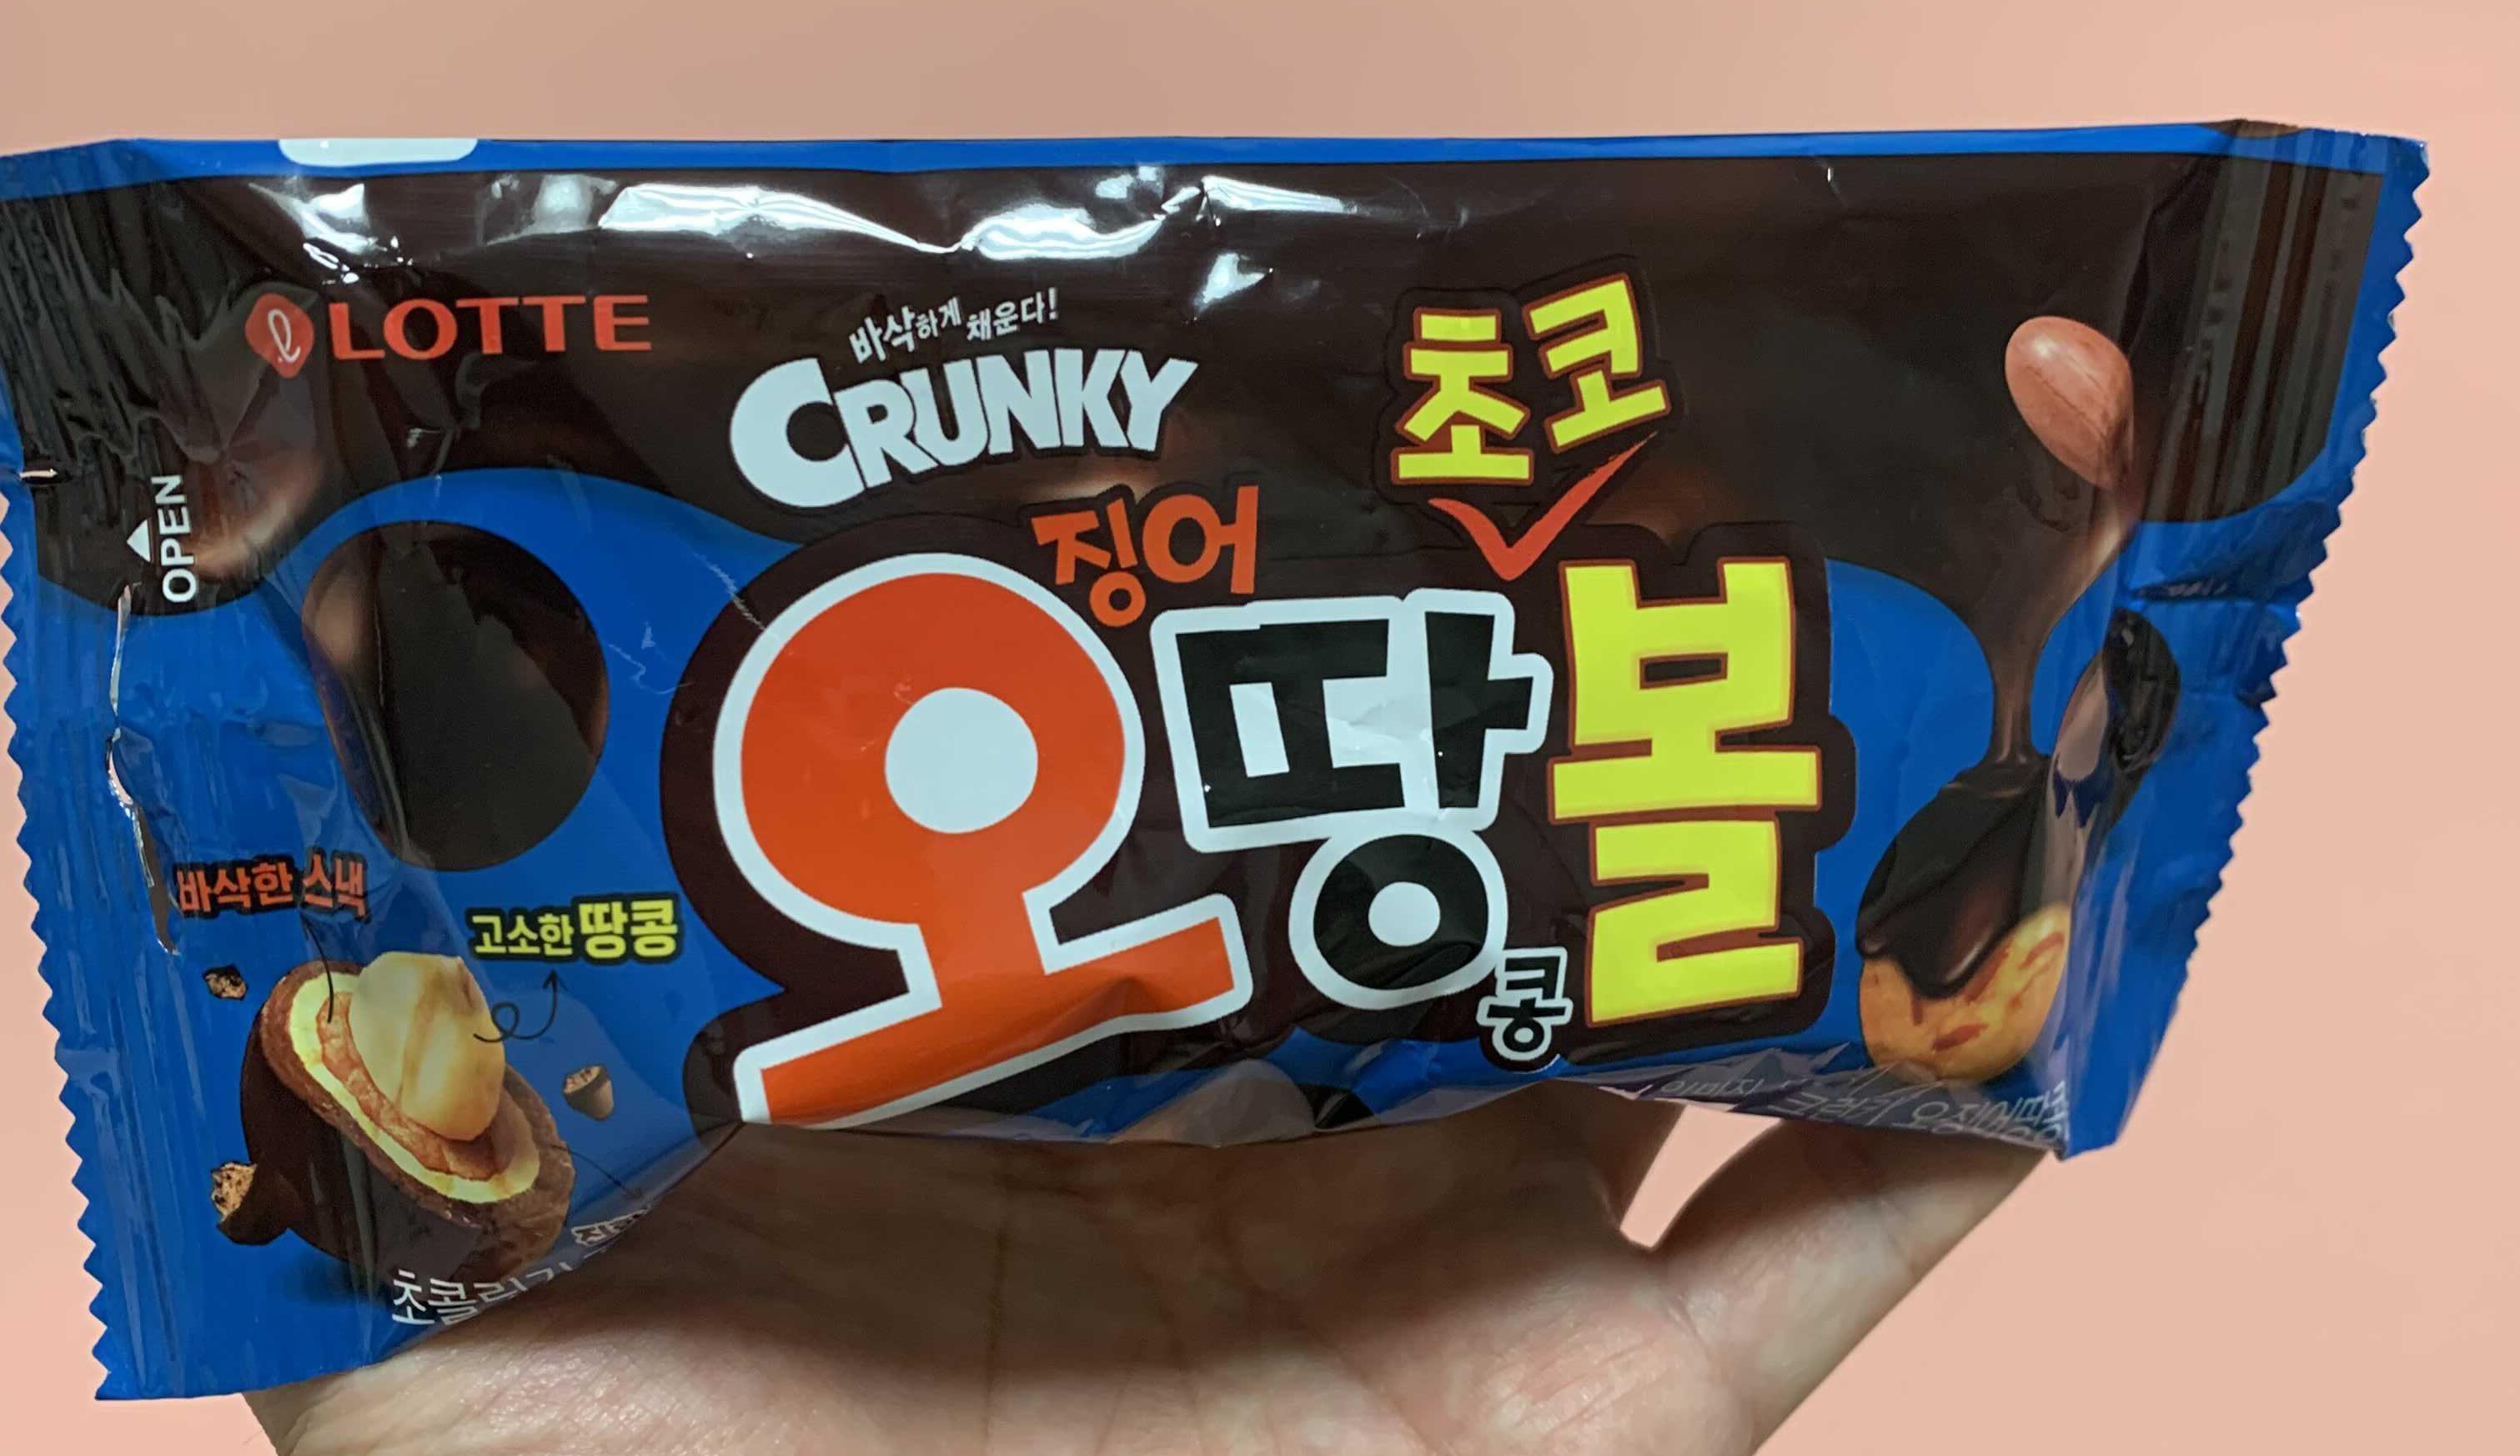 LOTTE
바삭하게 채운다!
CRUNKY
초코
징어
오땅볼
콩
OPEN
바삭한 스낵
고소한 땅콩